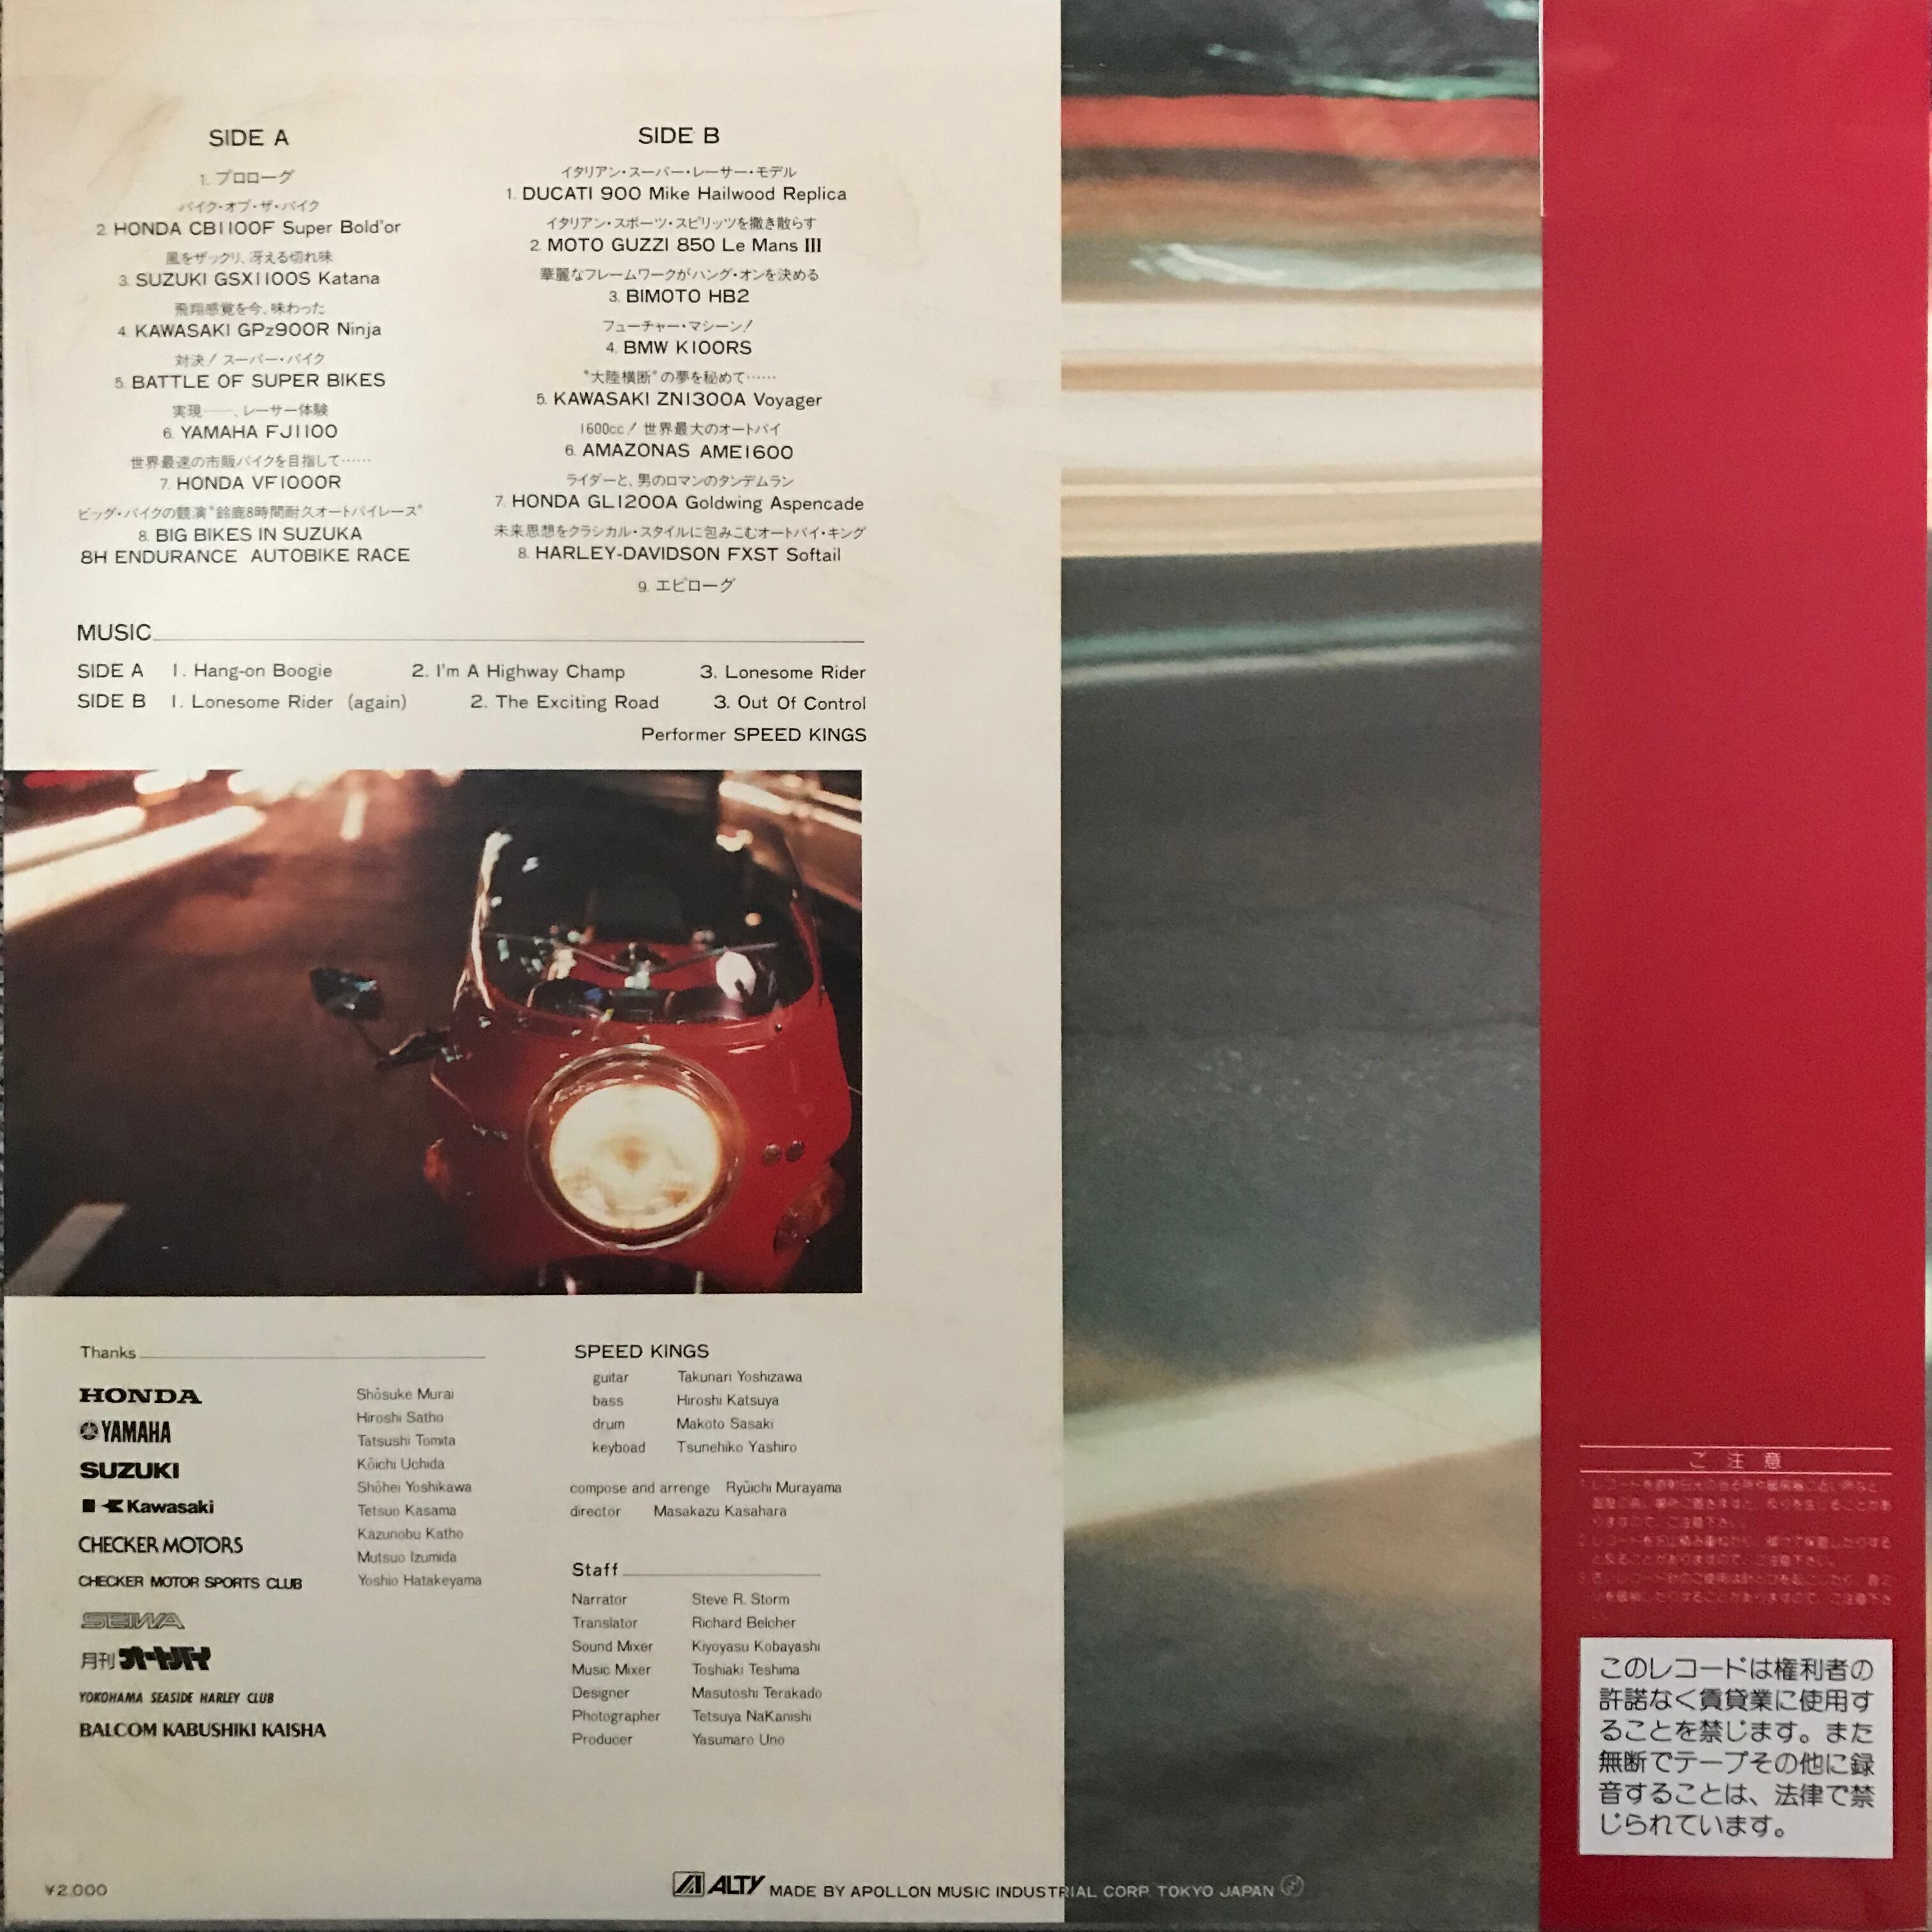 SIDE A
1. プロローグ
バイク・オブ・ザ・バイク
2. HONDA CB1100F Super Bold'or
風をザックリ、冴える切れ味
3. SUZUKI GSX1100S Katana
飛翔感覚を今、味わった
4. KAWASAKI GPz900R Ninja
対決！スーパー・バイク
5. BATTLE OF SUPER BIKES
実現——、レーサー体験
6. YAMAHA FJ1100
世界最速の市販バイクを目指して……
7. HONDA VF1000R
ビッグ・バイクの競演"鈴鹿8時間耐久オートバイレース"
8. BIG BIKES IN SUZUKA
8H ENDURANCE AUTOBIKE RACE
SIDE B
イタリアン・スーパー・レーサー・モデル
1. DUCATI 900 Mike Hailwood Replica
イタリアン・スポーツ・スピリッツを撒き散らす
2. MOTO GUZZI 850 Le Mans III
華麗なフレームワークがハング・オンを決める
3. BIMOTO HB2
フューチャー・マシーン！
4. BMW K100RS
"大陸横断"の夢を秘めて……
5. KAWASAKI ZN1300A Voyager
1600cc！世界最大のオートバイ
6. AMAZONAS AME1600
ライダーと、男のロマンのタンデムラン
7. HONDA GL1200A Goldwing Aspencade
未来思想をクラシカル・スタイルに包みこむオートバイ・キング
8. HARLEY-DAVIDSON FXST Softail
9. エピローグ
MUSIC
SIDE A 1. Hang-on Boogie 2. I'm A Highway Champ 3. Lonesome Rider
SIDE B 1. Lonesome Rider (again) 2. The Exciting Road 3. Out Of Control
Performer SPEED KINGS
Thanks
HONDA
YAMAHA
SUZUKI
Kawasaki
CHECKER MOTORS
CHECKER MOTOR SPORTS CLUB
SEIWA
月刊オートバイ
YOKOHAMA SEASIDE HARLEY CLUB
BALCOM KABUSHIKI KAISHA
Shōsuke Murai
Hiroshi Satho
Tatsushi Tomita
Kōichi Uchida
Shōhei Yoshikawa
Tetsuo Kasama
Kazunobu Katho
Mutsuo Izumida
Yoshio Hatakeyama
SPEED KINGS
guitar Takunari Yoshizawa
bass Hiroshi Katsuya
drum Makoto Sasaki
keyboad Tsunehiko Yashiro
compose and arrenge Ryūichi Murayama
director Masakazu Kasahara
Staff
Narrator Steve R. Storm
Translator Richard Belcher
Sound Mixer Kiyoyasu Kobayashi
Music Mixer Toshiaki Teshima
Designer Masutoshi Terakado
Photographer Tetsuya NaKanishi
Producer Yasumaro Uno
¥2,000
ALTY MADE BY APOLLON MUSIC INDUSTRIAL CORP. TOKYO JAPAN
ご注意
このレコードは権利者の
許諾なく賃貸業に使用す
ることを禁じます。また
無断でテープその他に録
音することは、法律で禁
じられています。